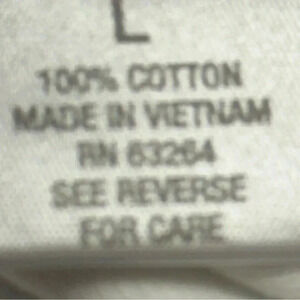 L
100% COTTON
MADE IN VIETNAM
RN 63264
SEE REVERSE
FOR CARE